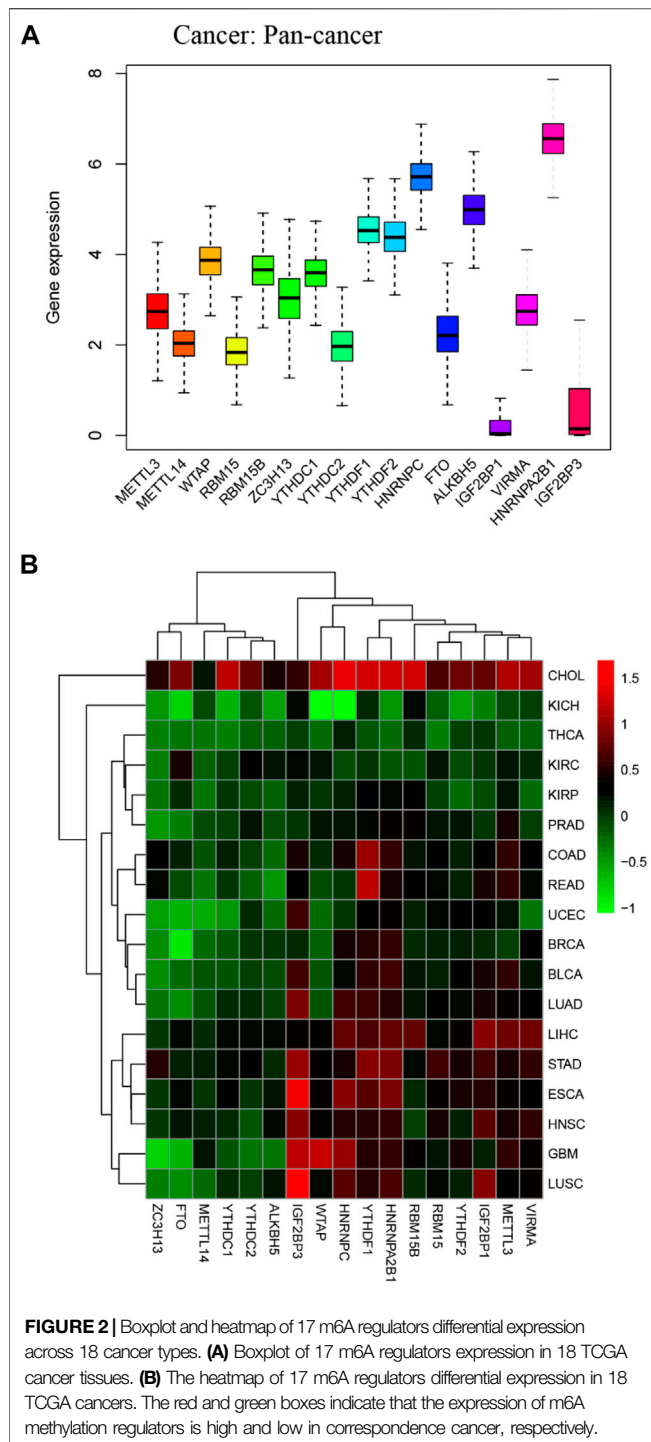 A
Cancer: Pan-cancer
Gene expression
8
6
4
2
0
METTL3
METTL14
WTAP
RBM15
RBM15B
ZC3H13
YTHDC1
YTHDC2
YTHDF1
YTHDF2
HNRNPC
FTO
ALKBH5
IGF2BP1
VIRMA
HNRNPA2B1
IGF2BP3
B
CHOL
KICH
THCA
KIRC
KIRP
PRAD
COAD
READ
UCEC
BRCA
BLCA
LUAD
LIHC
STAD
ESCA
HNSC
GBM
LUSC
1.5
1
0.5
0
−0.5
−1
ZC3H13
FTO
METTL14
YTHDC1
YTHDC2
ALKBH5
IGF2BP3
WTAP
HNRNPC
YTHDF1
HNRNPA2B1
RBM15B
RBM15
YTHDF2
IGF2BP1
METTL3
VIRMA
FIGURE 2 | Boxplot and heatmap of 17 m6A regulators differential expression
across 18 cancer types. (A) Boxplot of 17 m6A regulators expression in 18 TCGA
cancer tissues. (B) The heatmap of 17 m6A regulators differential expression in 18
TCGA cancers. The red and green boxes indicate that the expression of m6A
methylation regulators is high and low in correspondence cancer, respectively.